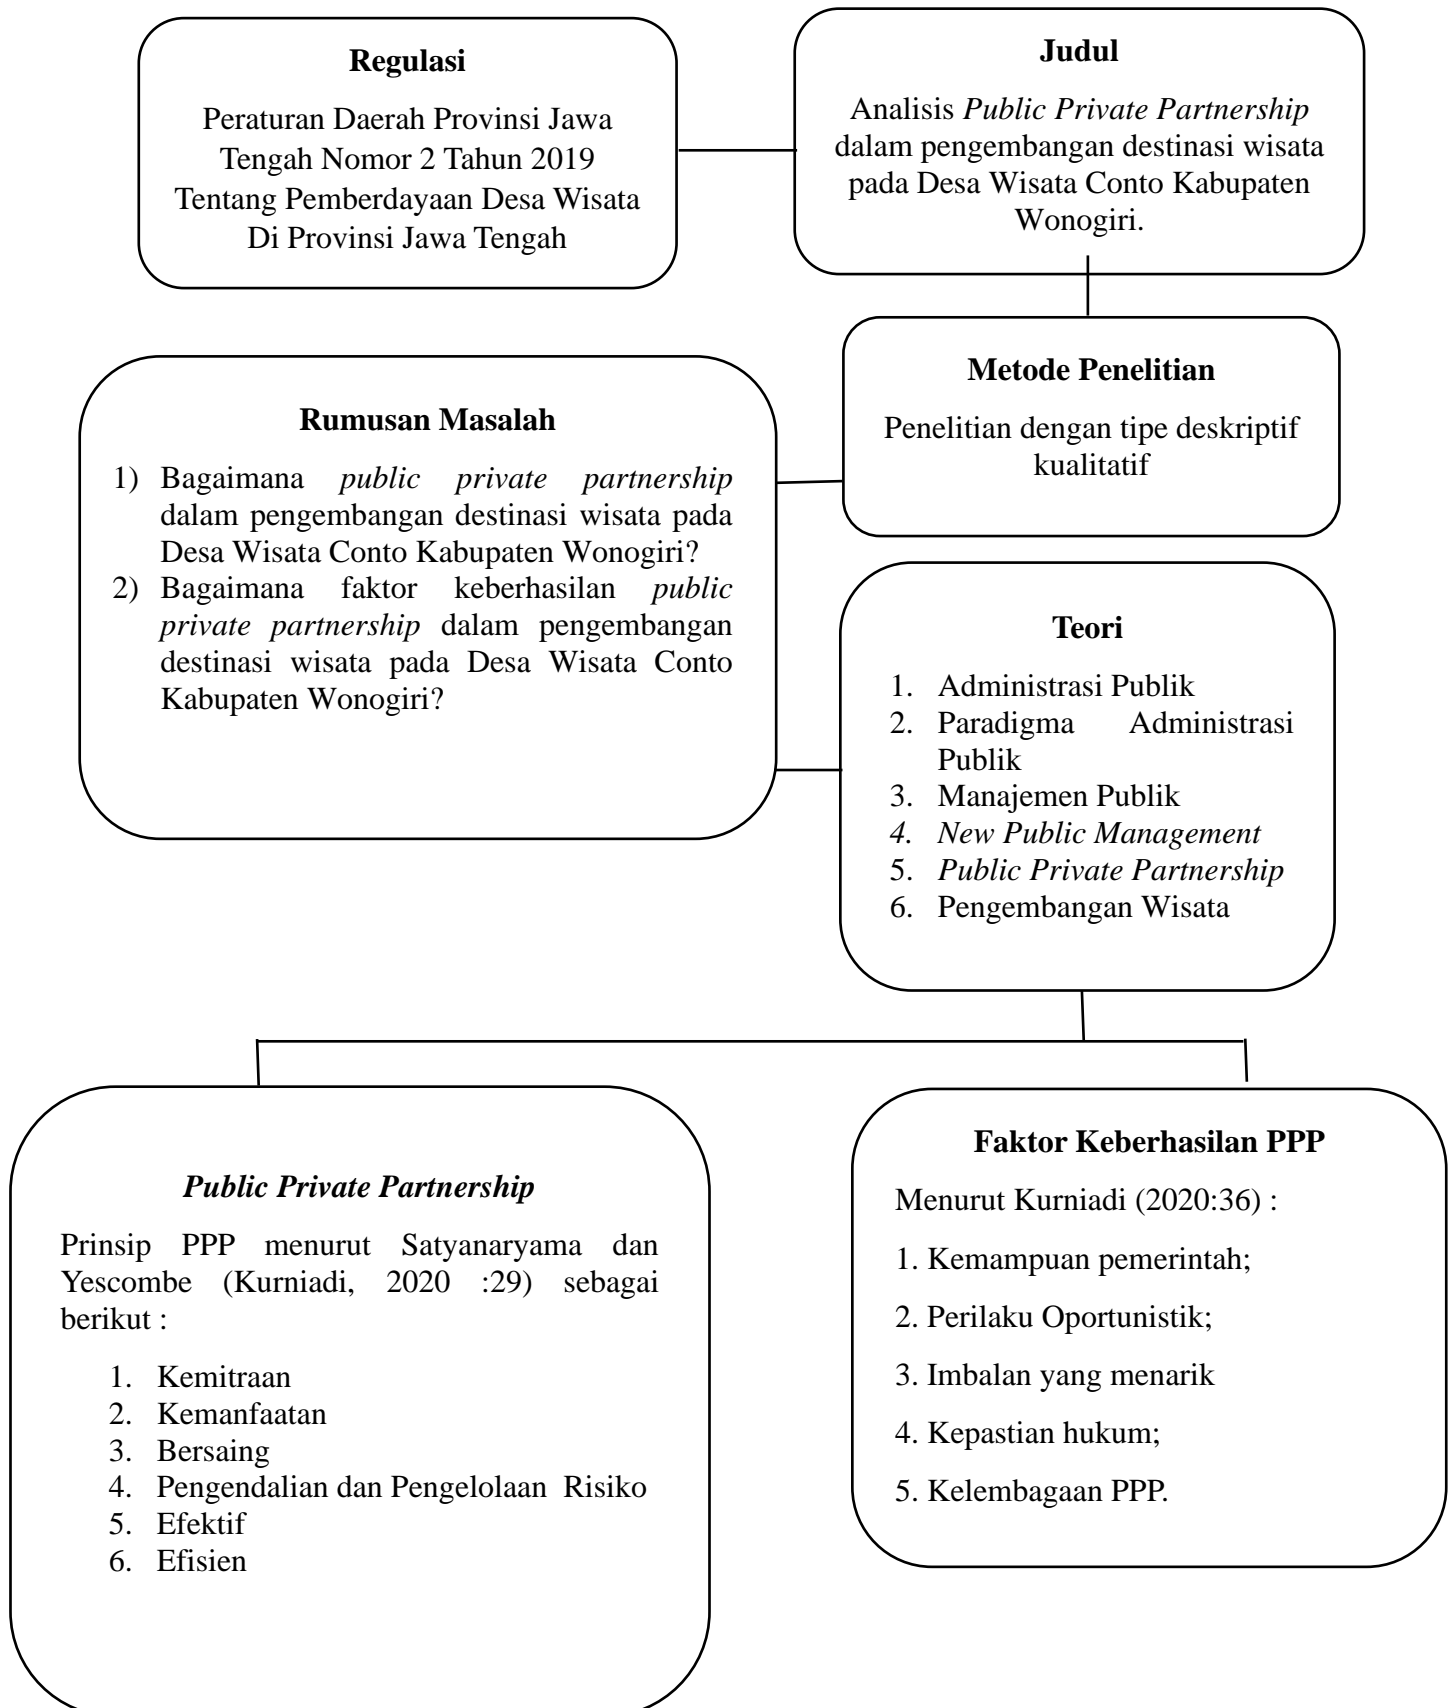 Regulasi
Peraturan Daerah Provinsi Jawa
Tengah Nomor 2 Tahun 2019
Tentang Pemberdayaan Desa Wisata
Di Provinsi Jawa Tengah
Judul
Analisis Public Private Partnership
dalam pengembangan destinasi wisata
pada Desa Wisata Conto Kabupaten
Wonogiri.
Metode Penelitian
Penelitian dengan tipe deskriptif
kualitatif
Rumusan Masalah
1) Bagaimana public private partnership
dalam pengembangan destinasi wisata pada
Desa Wisata Conto Kabupaten Wonogiri?
2) Bagaimana faktor keberhasilan public
private partnership dalam pengembangan
destinasi wisata pada Desa Wisata Conto
Kabupaten Wonogiri?
Teori
1. Administrasi Publik
2. Paradigma Administrasi
Publik
3. Manajemen Publik
4. New Public Management
5. Public Private Partnership
6. Pengembangan Wisata
Public Private Partnership
Prinsip PPP menurut Satyanaryama dan
Yescombe (Kurniadi, 2020 :29) sebagai
berikut :
1. Kemitraan
2. Kemanfaatan
3. Bersaing
4. Pengendalian dan Pengelolaan Risiko
5. Efektif
6. Efisien
Faktor Keberhasilan PPP
Menurut Kurniadi (2020:36) :
1. Kemampuan pemerintah;
2. Perilaku Oportunistik;
3. Imbalan yang menarik
4. Kepastian hukum;
5. Kelembagaan PPP.